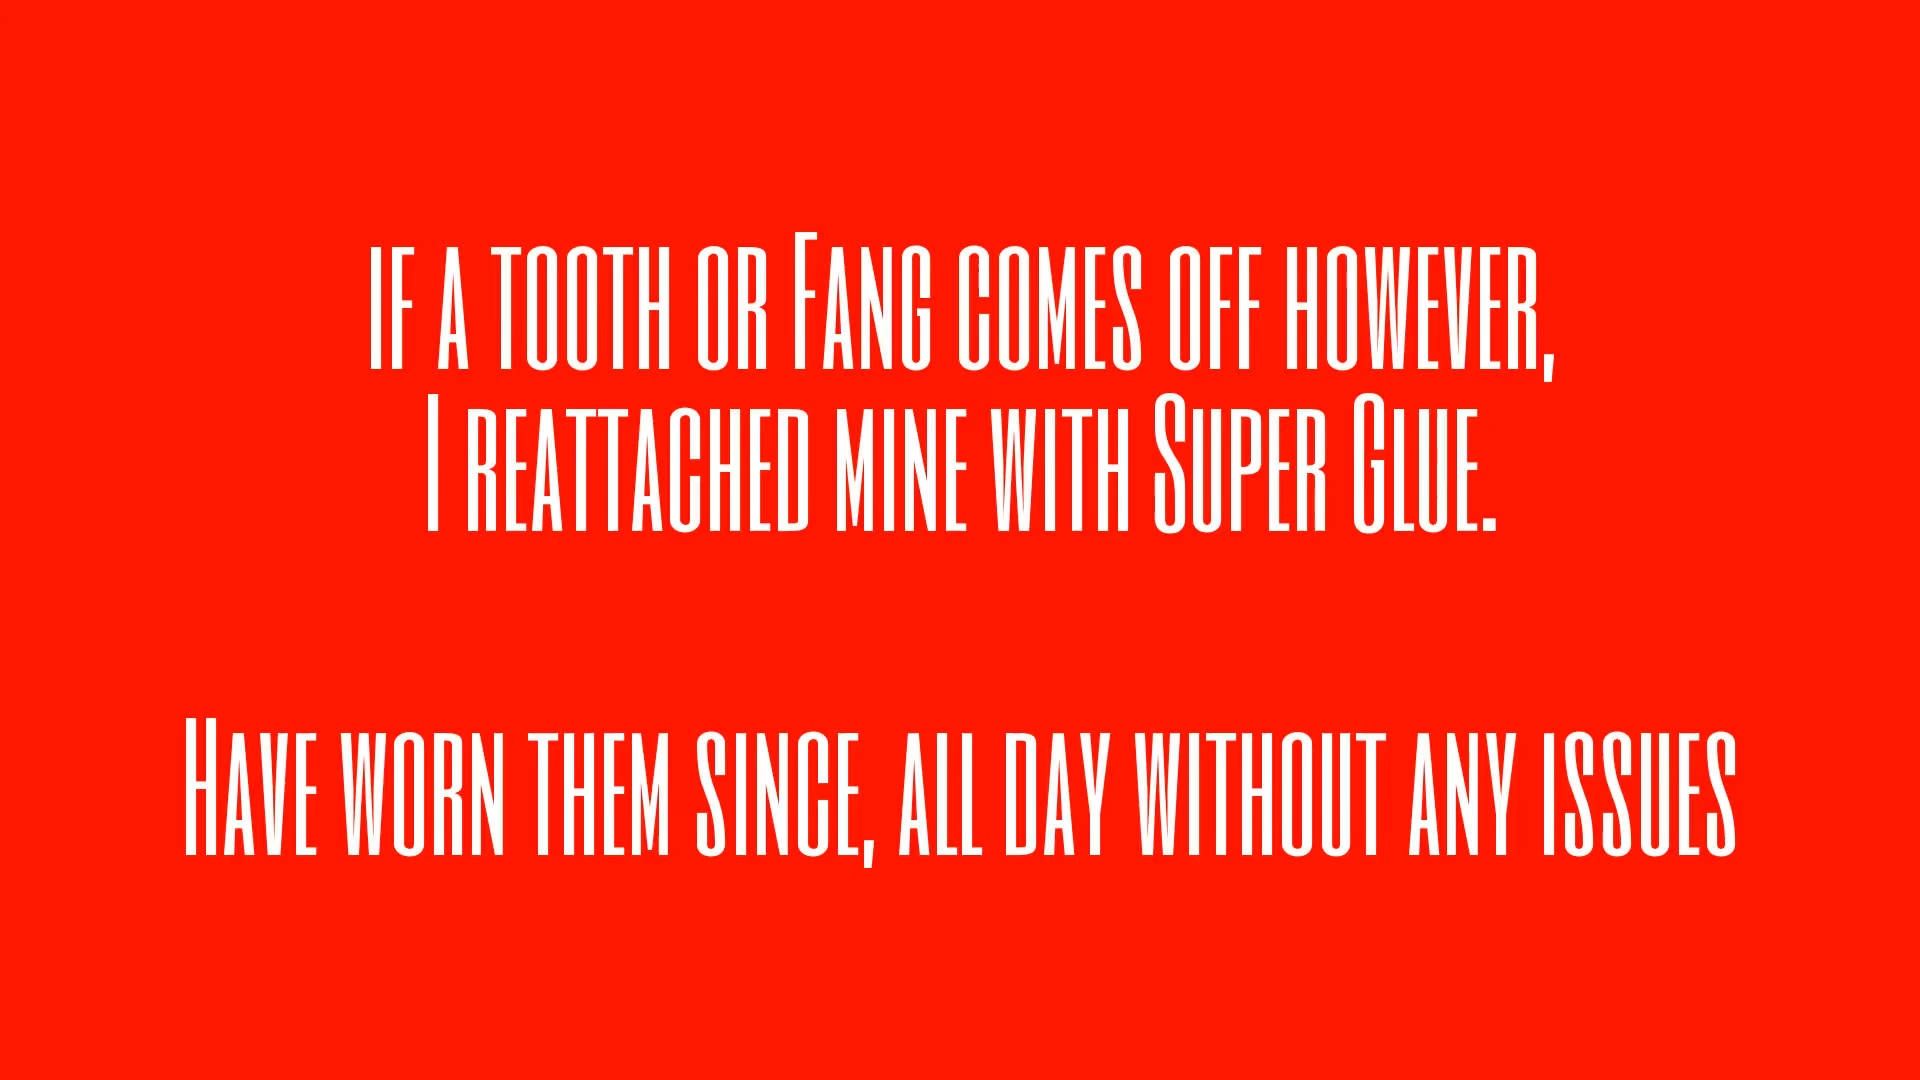 if a tooth or Fang comes off however,
I reattached mine with Super Glue.
Have worn them since, all day without any issues